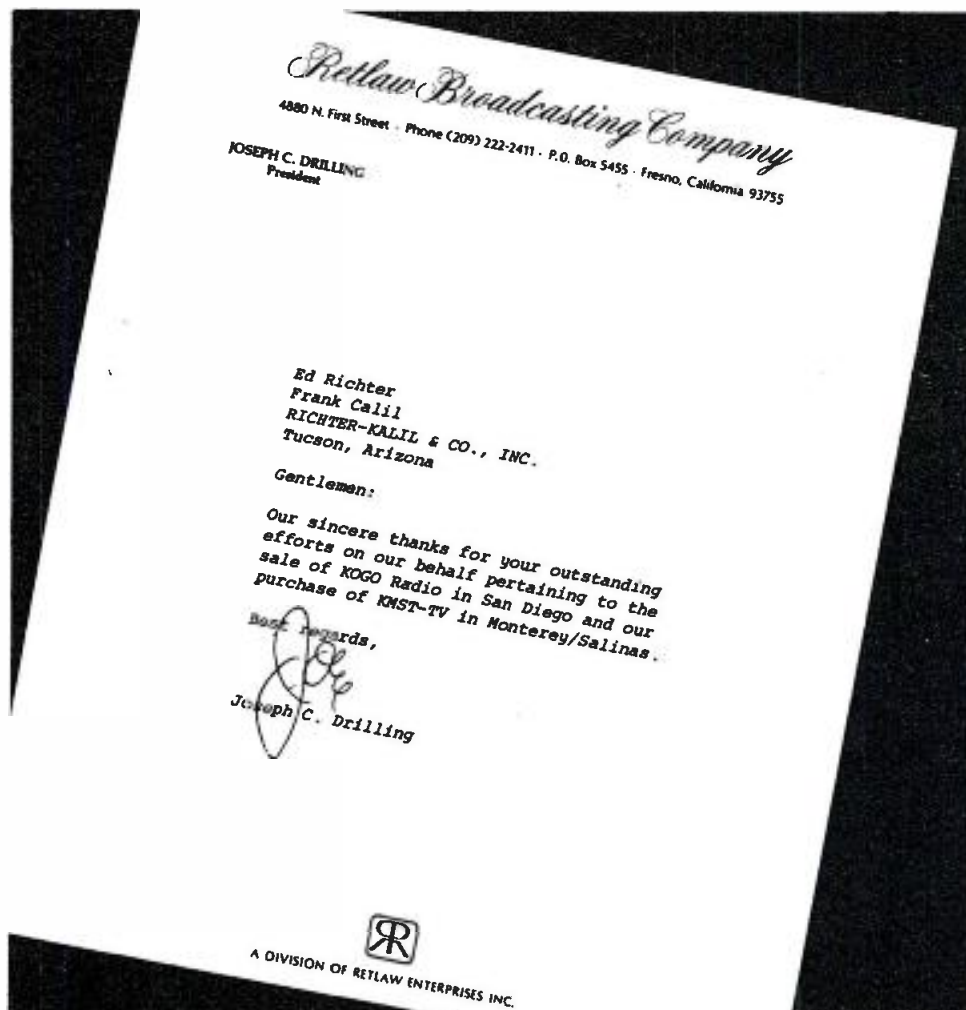 Retlaw Broadcasting Company
4880 N. First Street · Phone (209) 222-2411 · P.O. Box 5455 · Fresno, California 93755
JOSEPH C. DRILLING
President
Ed Richter
Frank Calil
RICHTER-KALIL & CO., INC.
Tucson, Arizona
Gentlemen:
Our sincere thanks for your outstanding
efforts on our behalf pertaining to the
sale of KOGO Radio in San Diego and our
purchase of KMST-TV in Monterey/Salinas.
Best regards,
Joe
Joseph C. Drilling
RR
A DIVISION OF RETLAW ENTERPRISES INC.